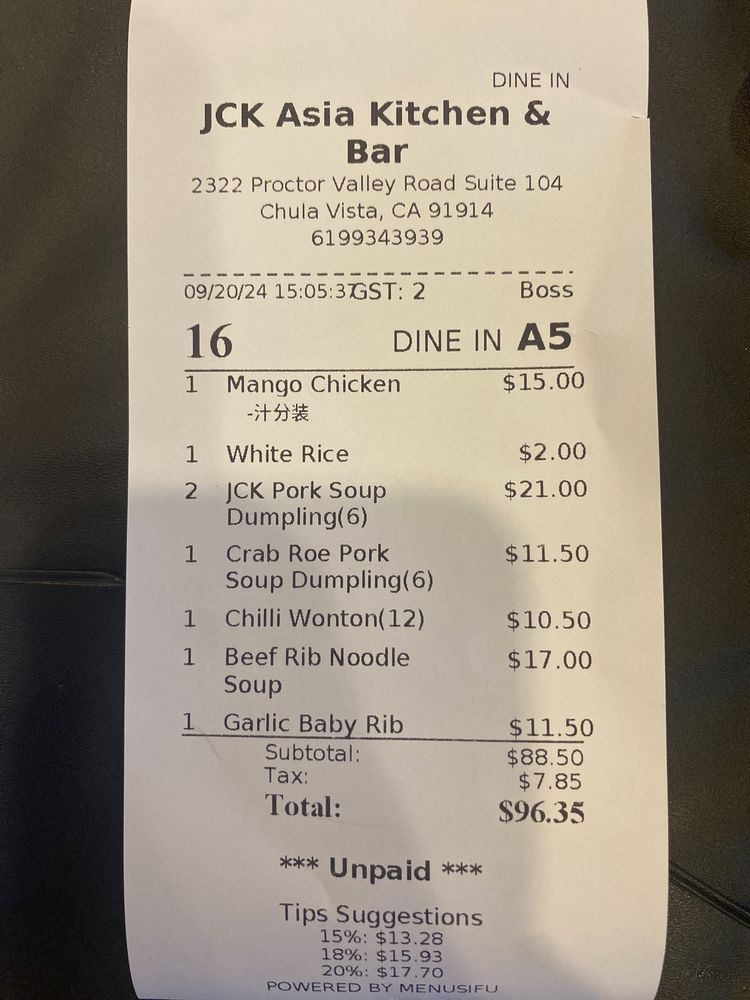 DINE IN
JCK Asia Kitchen &
Bar
2322 Proctor Valley Road Suite 104
Chula Vista, CA 91914
6199343939
09/20/24 15:05:37 GST: 2 Boss
16 DINE IN A5
1 Mango Chicken $15.00
-汁分装
1 White Rice $2.00
2 JCK Pork Soup $21.00
Dumpling(6)
1 Crab Roe Pork $11.50
Soup Dumpling(6)
1 Chilli Wonton(12) $10.50
1 Beef Rib Noodle $17.00
Soup
1 Garlic Baby Rib $11.50
Subtotal: $88.50
Tax: $7.85
Total: $96.35
*** Unpaid ***
Tips Suggestions
15%: $13.28
18%: $15.93
20%: $17.70
POWERED BY MENUSIFU